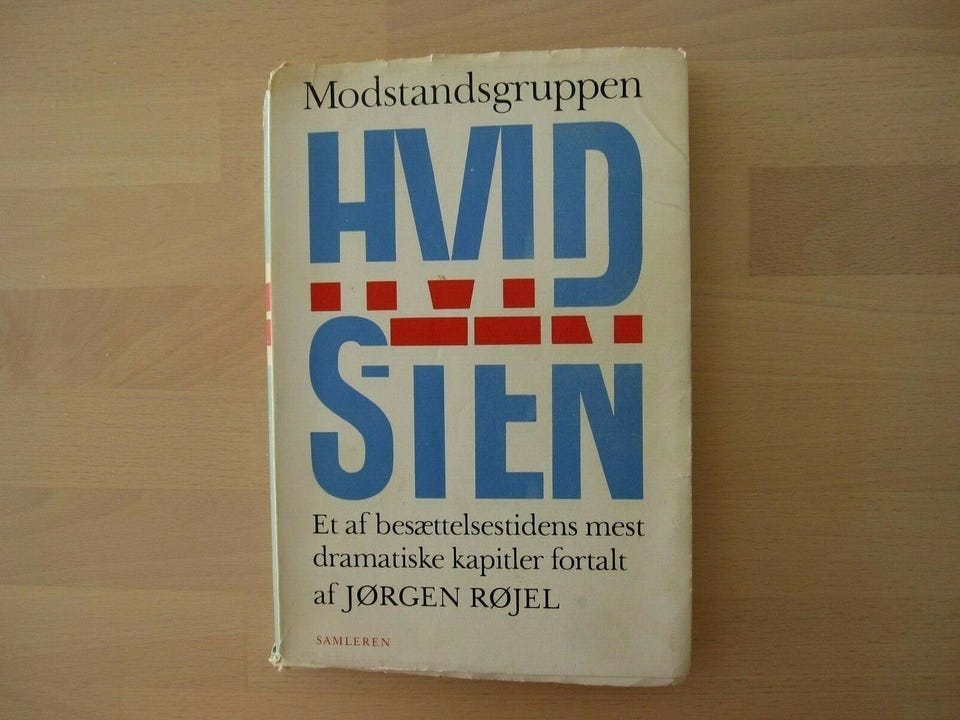 Modstandsgruppen
HVID
STEN
Et af besættelsestidens mest
dramatiske kapitler fortalt
af JØRGEN RØJEL
SAMLEREN